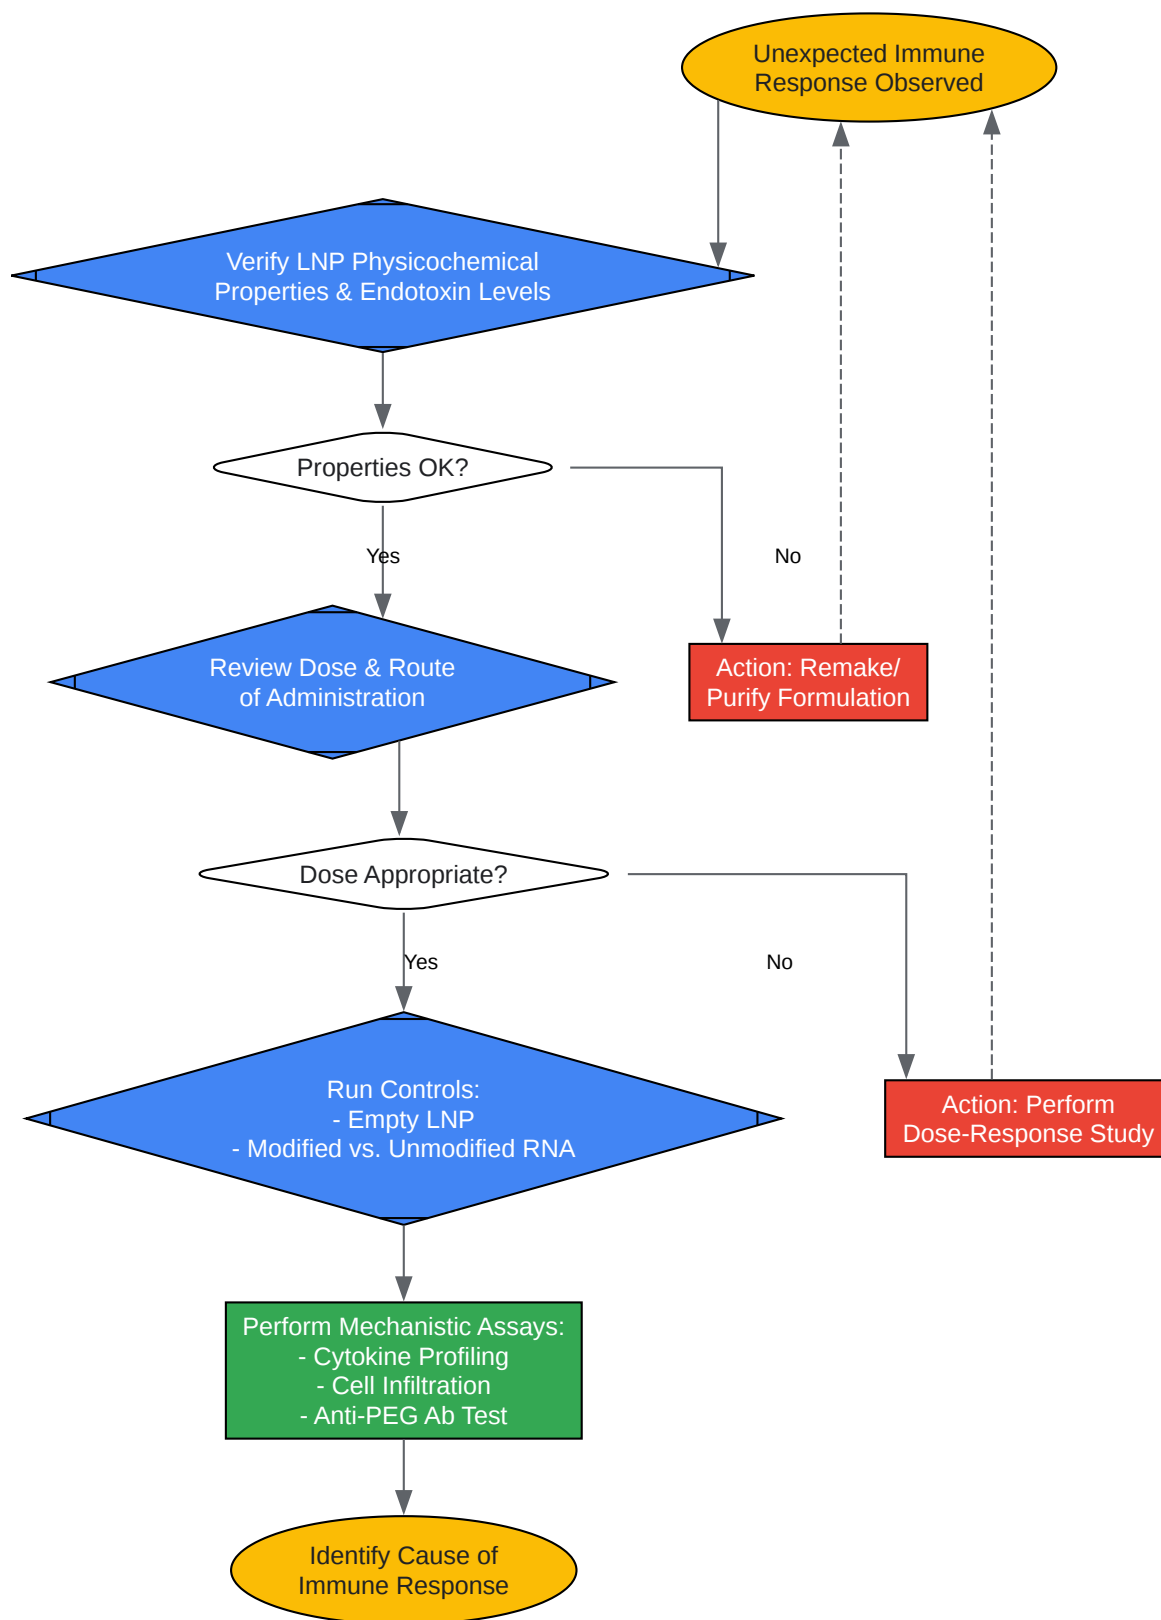 Unexpected Immune
Response Observed
Verify LNP Physicochemical
Properties & Endotoxin Levels
Properties OK?
Yes
No
Review Dose & Route
of Administration
Action: Remake/
Purify Formulation
Dose Appropriate?
Yes
No
Run Controls:
- Empty LNP
- Modified vs. Unmodified RNA
Action: Perform
Dose-Response Study
Perform Mechanistic Assays:
- Cytokine Profiling
- Cell Infiltration
- Anti-PEG Ab Test
Identify Cause of
Immune Response